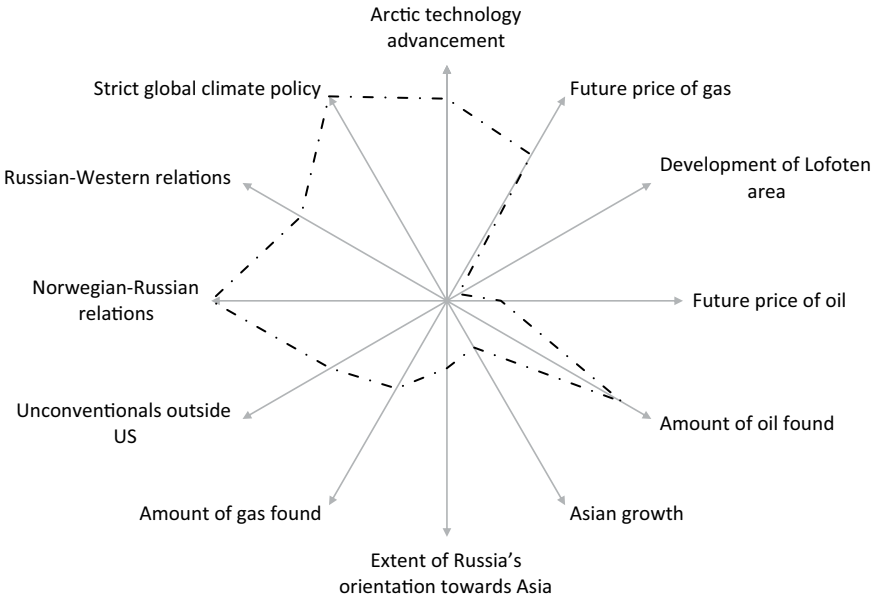 Arctic technology
advancement
Strict global climate policy
Future price of gas
Russian-Western relations
Development of Lofoten
area
Norwegian-Russian
relations
Future price of oil
Unconventionals outside
US
Amount of oil found
Amount of gas found
Asian growth
Extent of Russia’s
orientation towards Asia